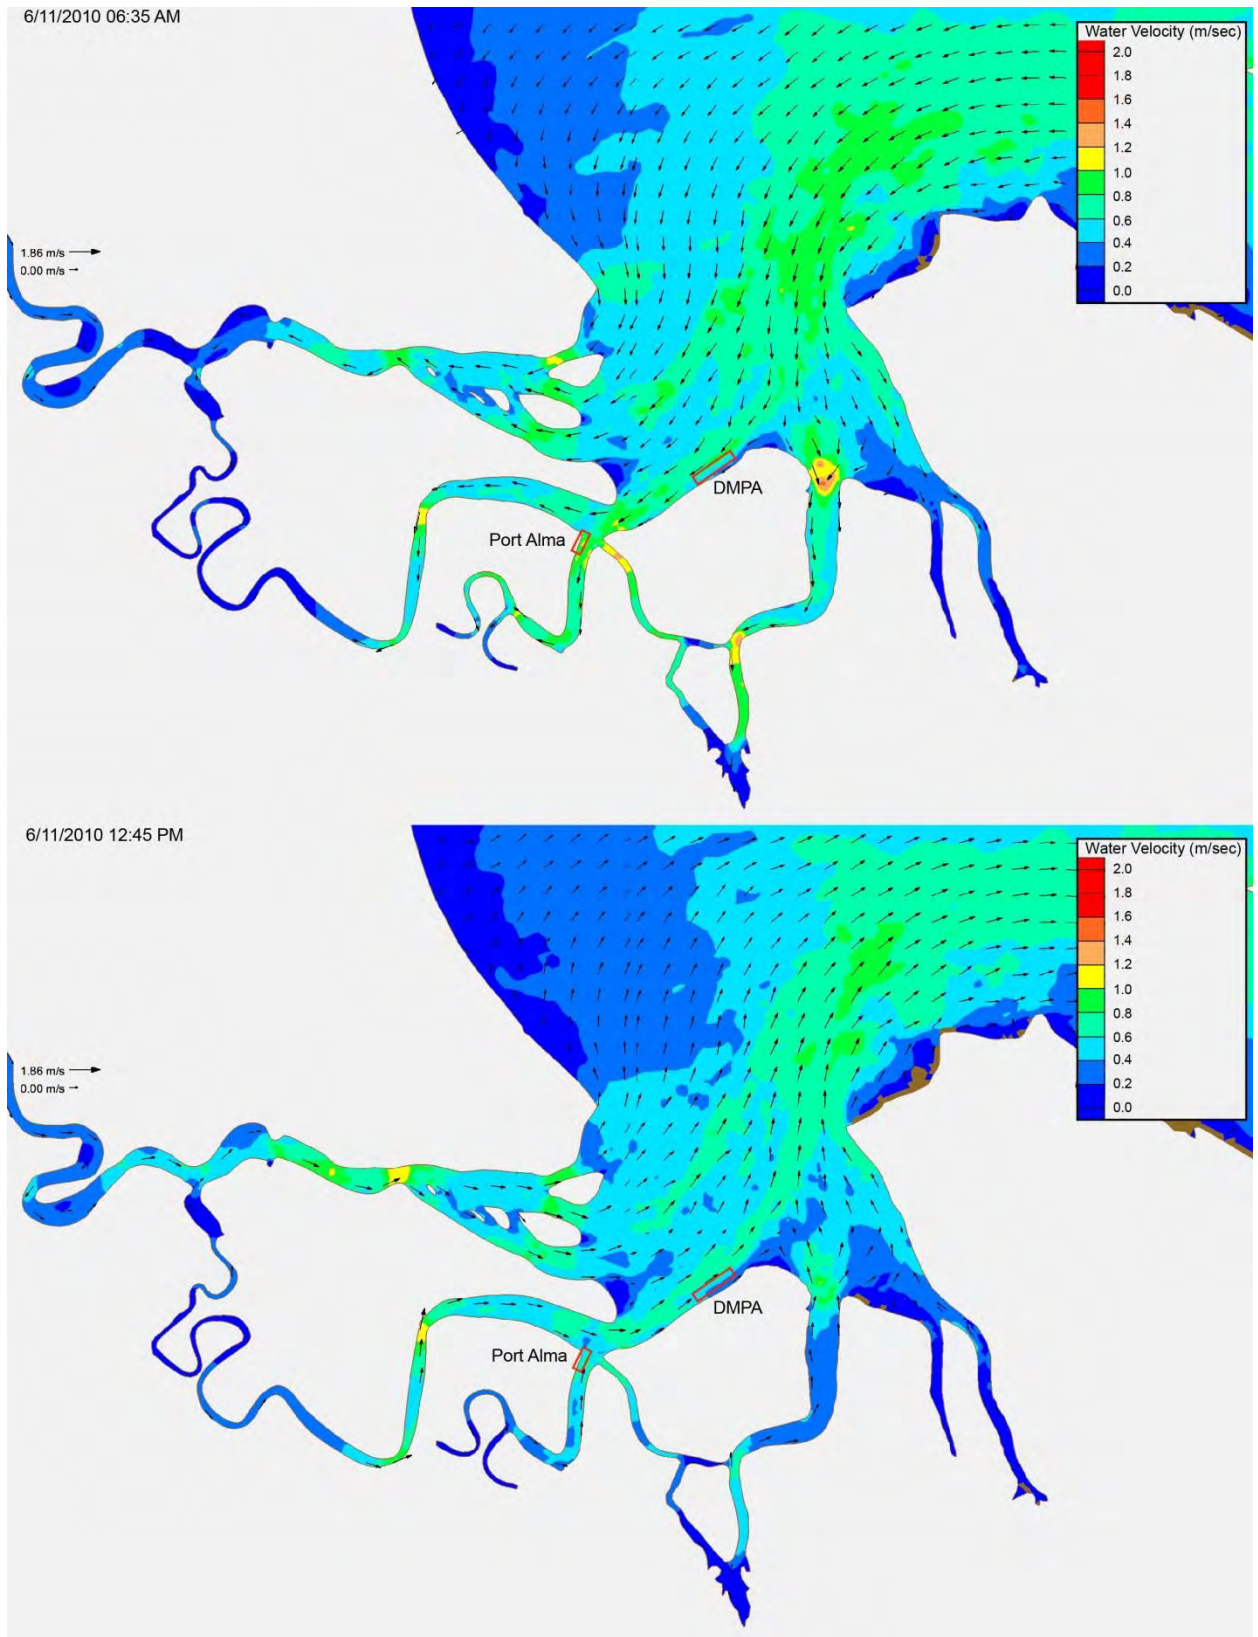 6/11/2010 06:35 AM
Water Velocity (m/sec)
2.0
1.8
1.6
1.4
1.2
1.0
0.8
0.6
0.4
0.2
0.0
1.86 m/s
0.00 m/s
DMPA
Port Alma
6/11/2010 12:45 PM
Water Velocity (m/sec)
2.0
1.8
1.6
1.4
1.2
1.0
0.8
0.6
0.4
0.2
0.0
1.86 m/s
0.00 m/s
DMPA
Port Alma